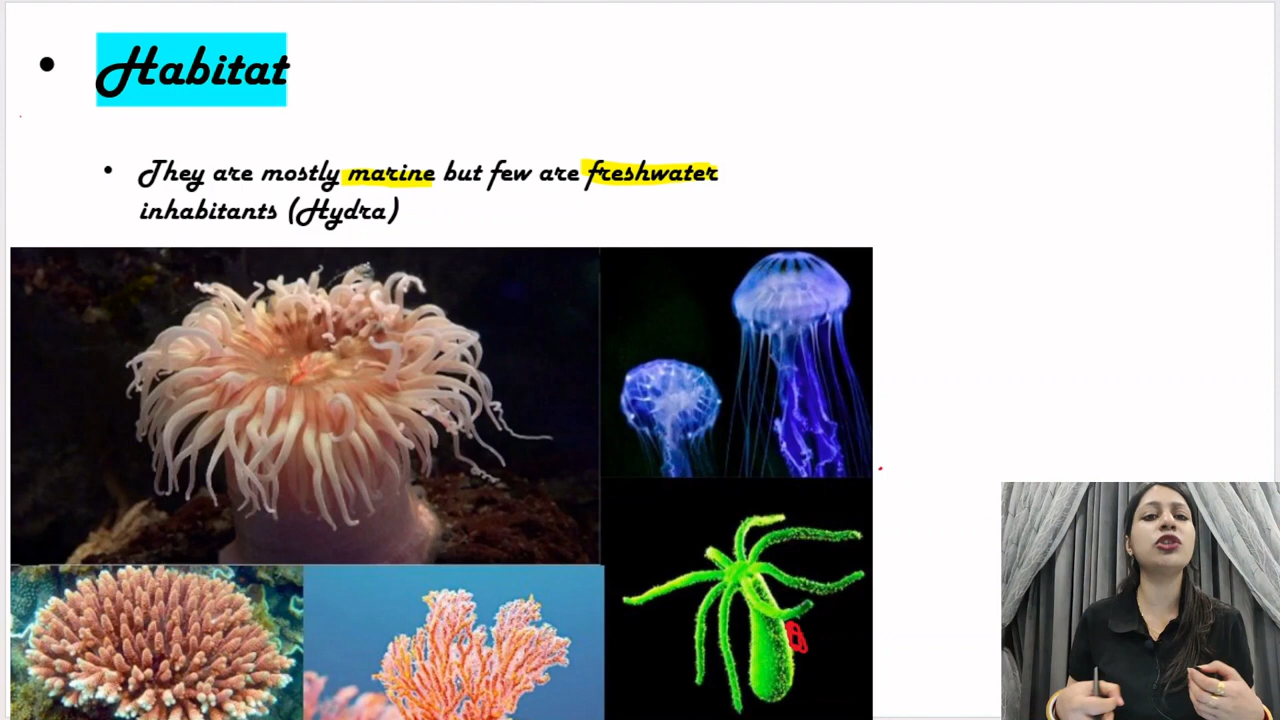 Habitat
They are mostly marine but few are freshwater
inhabitants (Hydra)